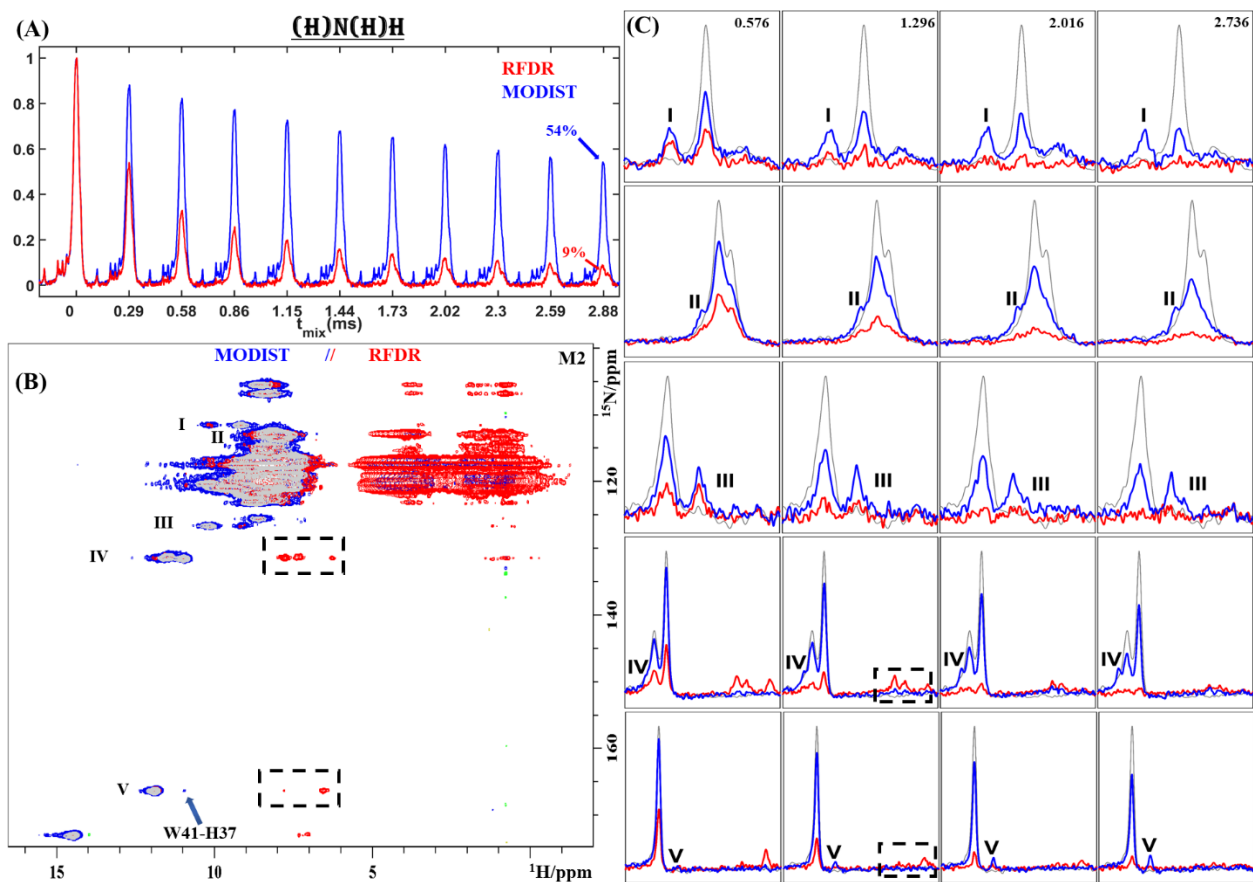 (A)
(H)N(H)H
1
0.8
0.6
0.4
0.2
0
RFDR
MODIST
54%
9%
0 0.29 0.58 0.86 1.15 1.44 1.73 2.02 2.3 2.59 2.88
tmix(ms)
(B)
MODIST // RFDR
M2
I
II
III
IV
V
W41-H37
15N/ppm
120
140
160
15 10 5 1H/ppm
(C)
0.576 1.296 2.016 2.736
I I I I
II II II II
III III III III
IV IV IV IV
V V V V